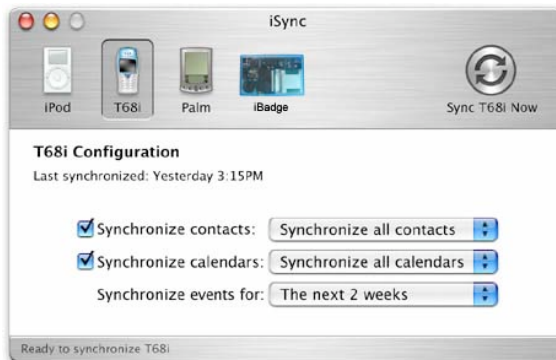 iSync
iPod T68i Palm iBadge Sync T68i Now
T68i Configuration
Last synchronized: Yesterday 3:15PM
Synchronize contacts: Synchronize all contacts
Synchronize calendars: Synchronize all calendars
Synchronize events for: The next 2 weeks
Ready to synchronize T68i